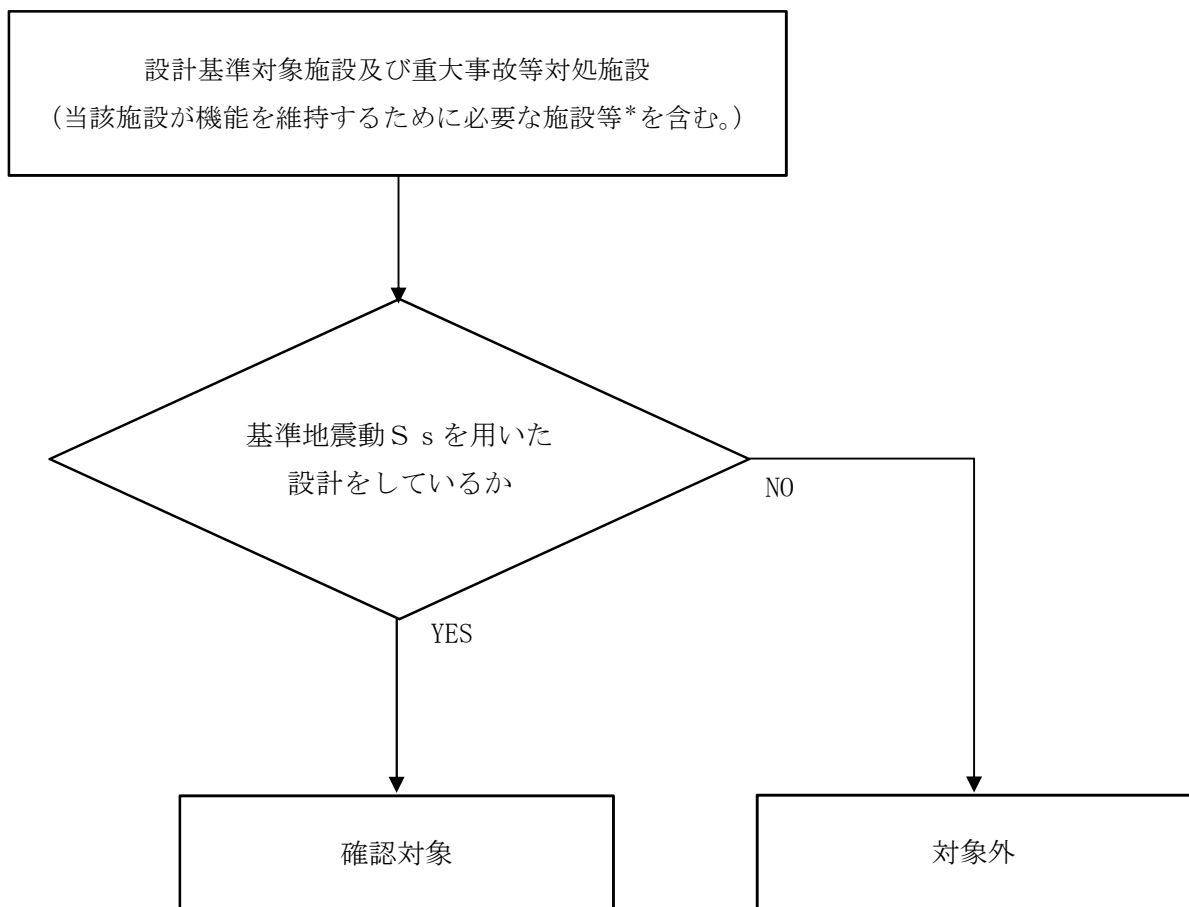 設計基準対象施設及び重大事故等対処施設
（当該施設が機能を維持するために必要な施設等*を含む。）
基準地震動Ｓｓを用いた
設計をしているか
NO
YES
確認対象
対象外